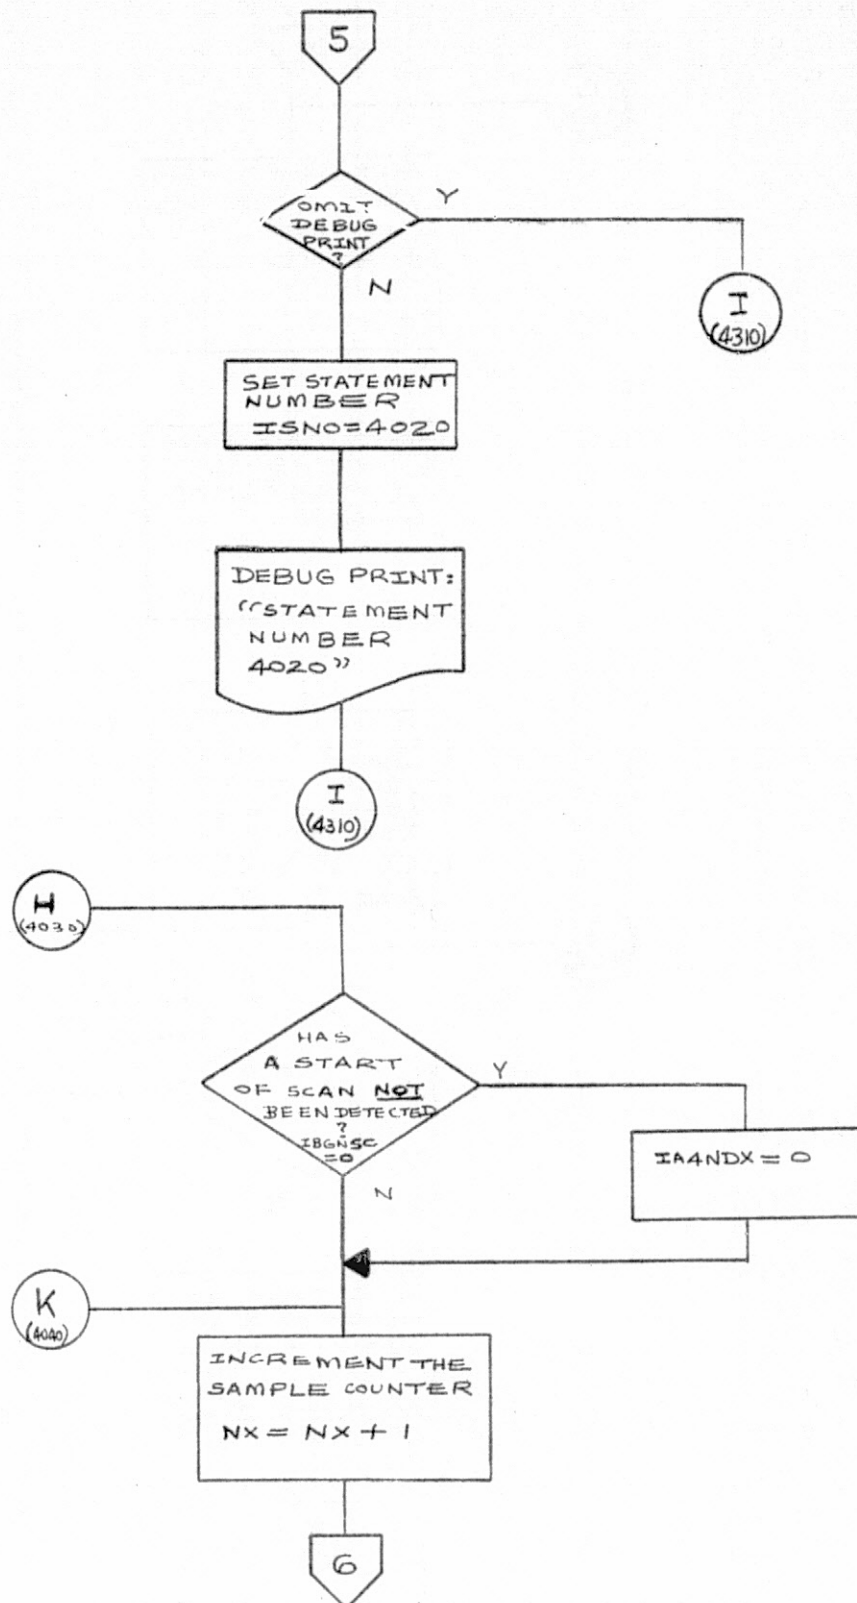 5
OMIT
DEBUG
PRINT
?
Y
N
I
(4310)
SET STATEMENT
NUMBER
ISNO=4020
DEBUG PRINT:
“STATEMENT
NUMBER
4020”
I
(4310)
H
(4030)
HAS
A START
OF SCAN NOT
BEEN DETECTED
?
IBGNSC
=0
Y
N
IA4NDX = 0
K
(4040)
INCREMENT THE
SAMPLE COUNTER
NX = NX + 1
6